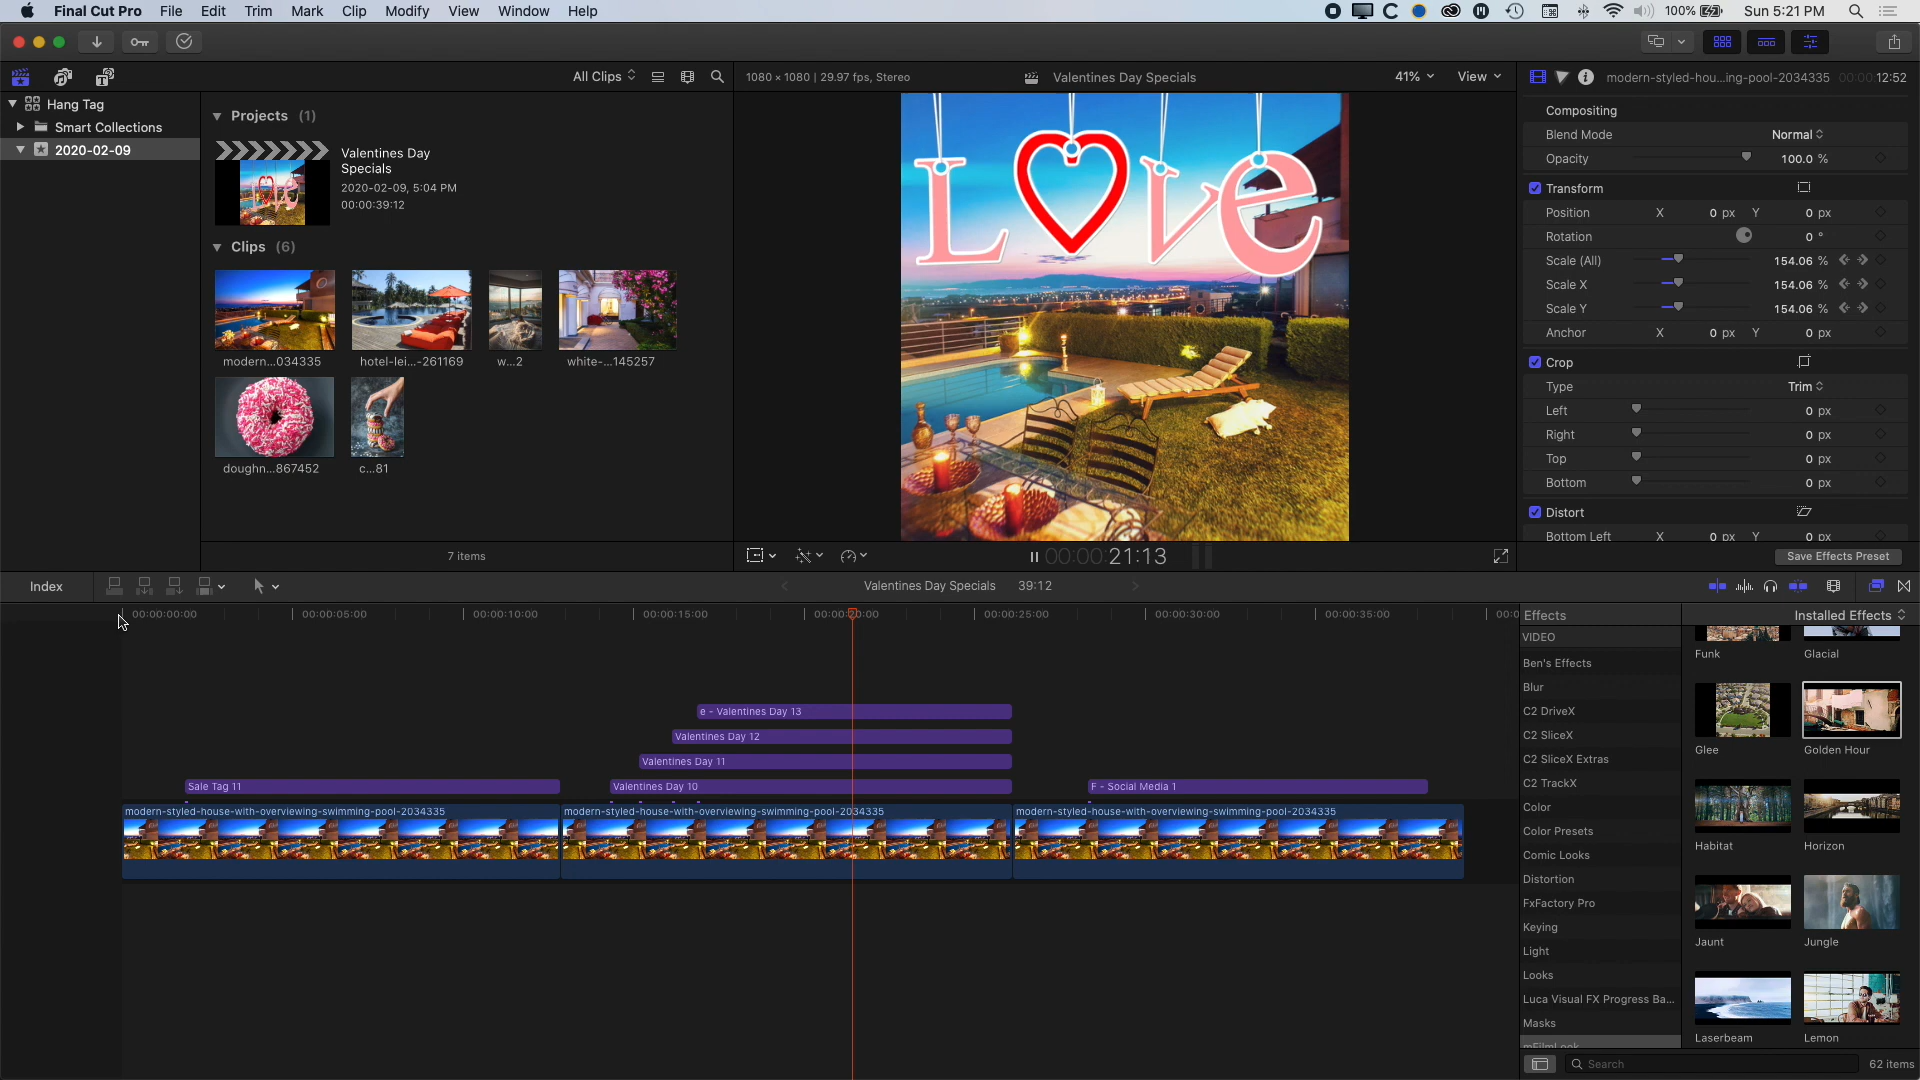 Final Cut Pro File Edit Trim Mark Clip Modify View Window Help
100% Sun 5:21 PM
All Clips
1080 × 1080 | 29.97 fps, Stereo
Valentines Day Specials
41% View
modern-styled-hou...ing-pool-2034335 00:00:12:52
Hang Tag
Smart Collections
2020-02-09
Projects (1)
Valentines Day
Specials
2020-02-09, 5:04 PM
00:00:39:12
Clips (6)
modern...034335
hotel-lei...-261169
w...2
white-...145257
doughn...867452
c...81
7 items
Love
00:00:21:13
Compositing
Blend Mode Normal
Opacity 100.0 %
Transform
Position X 0 px Y 0 px
Rotation 0 °
Scale (All) 154.06 %
Scale X 154.06 %
Scale Y 154.06 %
Anchor X 0 px Y 0 px
Crop
Type Trim
Left 0 px
Right 0 px
Top 0 px
Bottom 0 px
Distort
Bottom Left X 0 px Y 0 px
Save Effects Preset
Index
Valentines Day Specials 39:12
00:00:00:00 00:00:05:00 00:00:10:00 00:00:15:00 00:00:20:00 00:00:25:00 00:00:30:00 00:00:35:00 00:0
e - Valentines Day 13
Valentines Day 12
Valentines Day 11
Sale Tag 11
Valentines Day 10
F - Social Media 1
modern-styled-house-with-overviewing-swimming-pool-2034335
modern-styled-house-with-overviewing-swimming-pool-2034335
modern-styled-house-with-overviewing-swimming-pool-2034335
Effects
Installed Effects
VIDEO
Ben's Effects
Blur
C2 DriveX
C2 SliceX
C2 SliceX Extras
C2 TrackX
Color
Color Presets
Comic Looks
Distortion
FxFactory Pro
Keying
Light
Looks
Luca Visual FX Progress Ba...
Masks
mFilmLook
Funk
Glacial
Glee
Golden Hour
Habitat
Horizon
Jaunt
Jungle
Laserbeam
Lemon
Search
62 items